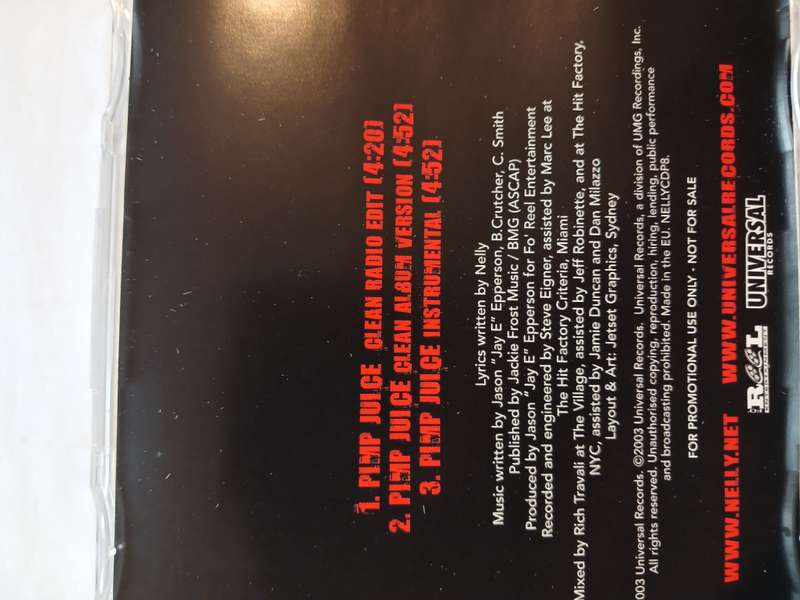 1. PIMP JUICE CLEAN RADIO EDIT (4:20)
2. PIMP JUICE CLEAN ALBUM VERSION (4:52)
3. PIMP JUICE INSTRUMENTAL (4:52)
Lyrics written by Nelly
Music written by Jason "Jay E" Epperson, B.Crutcher, C. Smith
Published by Jackie Frost Music / BMG (ASCAP)
Produced by Jason "Jay E" Epperson for Fo' Reel Entertainment
Recorded and engineered by Steve Eigner, assisted by Marc Lee at
The Hit Factory Criteria, Miami
Mixed by Rich Travali at The Village, assisted by Jeff Robinette, and at The Hit Factory,
NYC, assisted by Jamie Duncan and Dan Milazzo
Layout & Art: Jetset Graphics, Sydney
2003 Universal Records. ©2003 Universal Records. Universal Records, a division of UMG Recordings, Inc.
All rights reserved. Unauthorised copying, reproduction, hiring, lending, public performance
and broadcasting prohibited. Made in the EU. NELLYCDP8.
FOR PROMOTIONAL USE ONLY - NOT FOR SALE
WWW.NELLY.NET WWW.UNIVERSALRECORDS.COM
REEL
UNIVERSAL
RECORDS